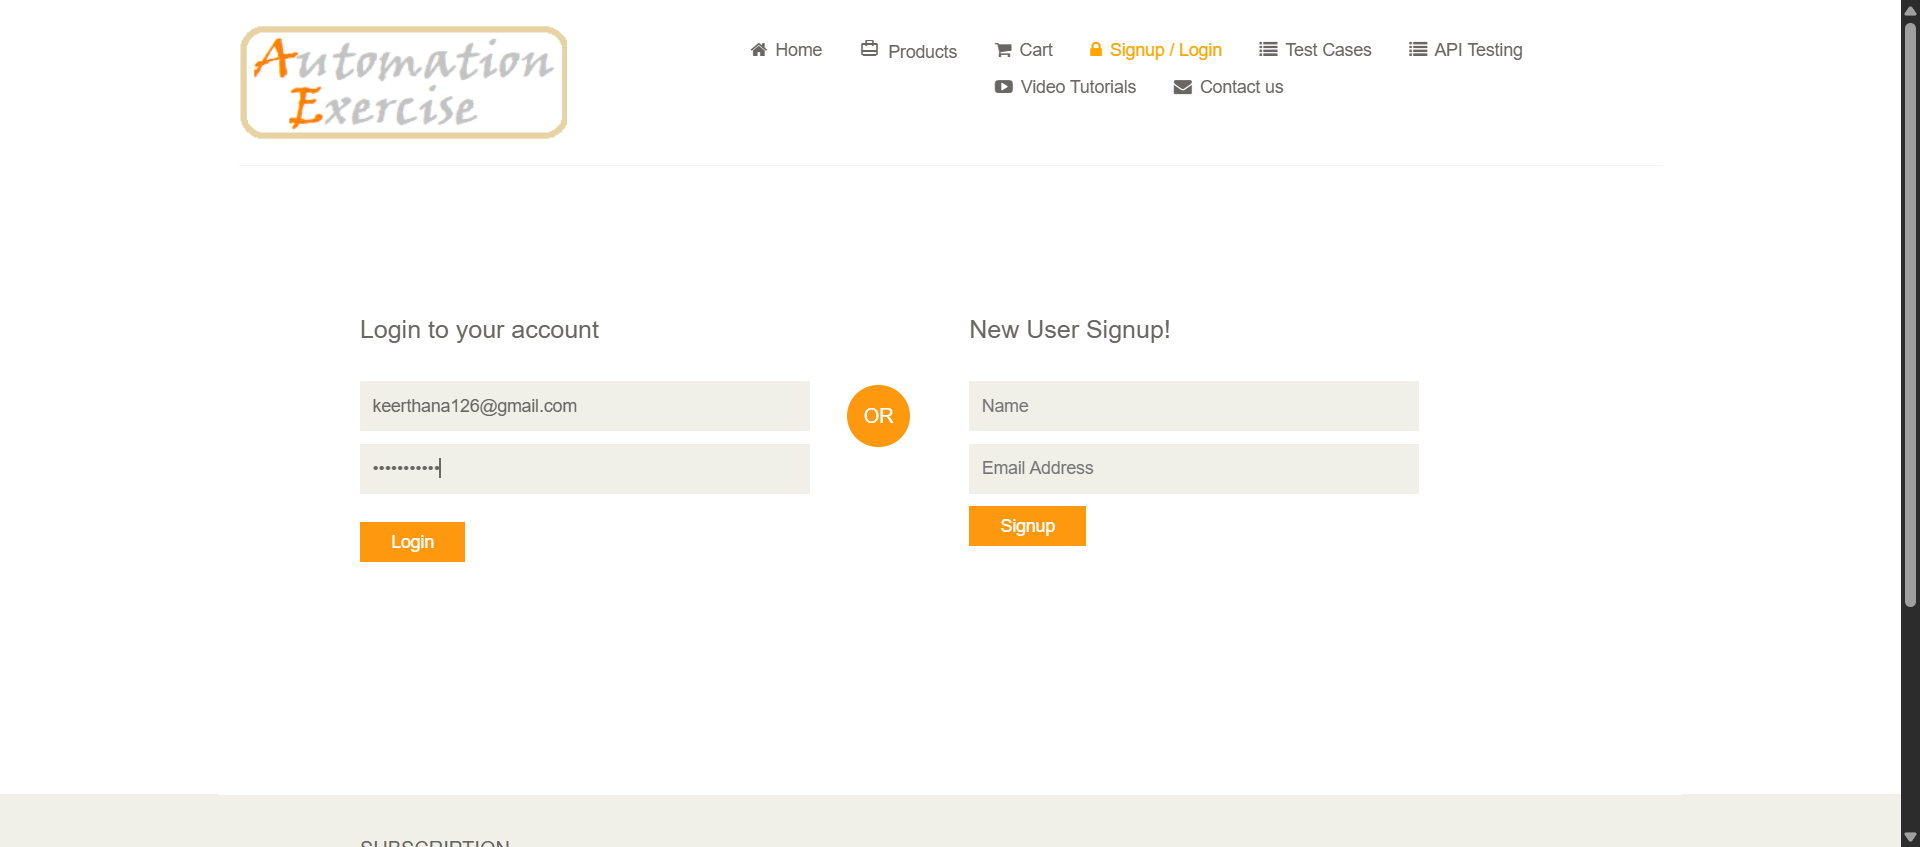 Automation
Exercise
Home Products Cart Signup / Login Test Cases API Testing
Video Tutorials Contact us
Login to your account
keerthana126@gmail.com
•••••••••••
Login
OR
New User Signup!
Name
Email Address
Signup
SUBSCRIPTION